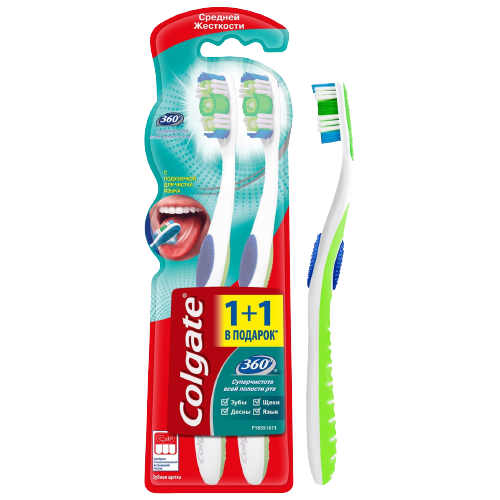 Средней
Жесткости
360°
С
ПОДУШЕЧКОЙ
ДЛЯ ЧИСТКИ
ЯЗЫКА
Colgate
1+1
В ПОДАРОК*
360°
Суперчистота
всей полости рта
Зубы
Щеки
Десны
Язык
Зубная щетка